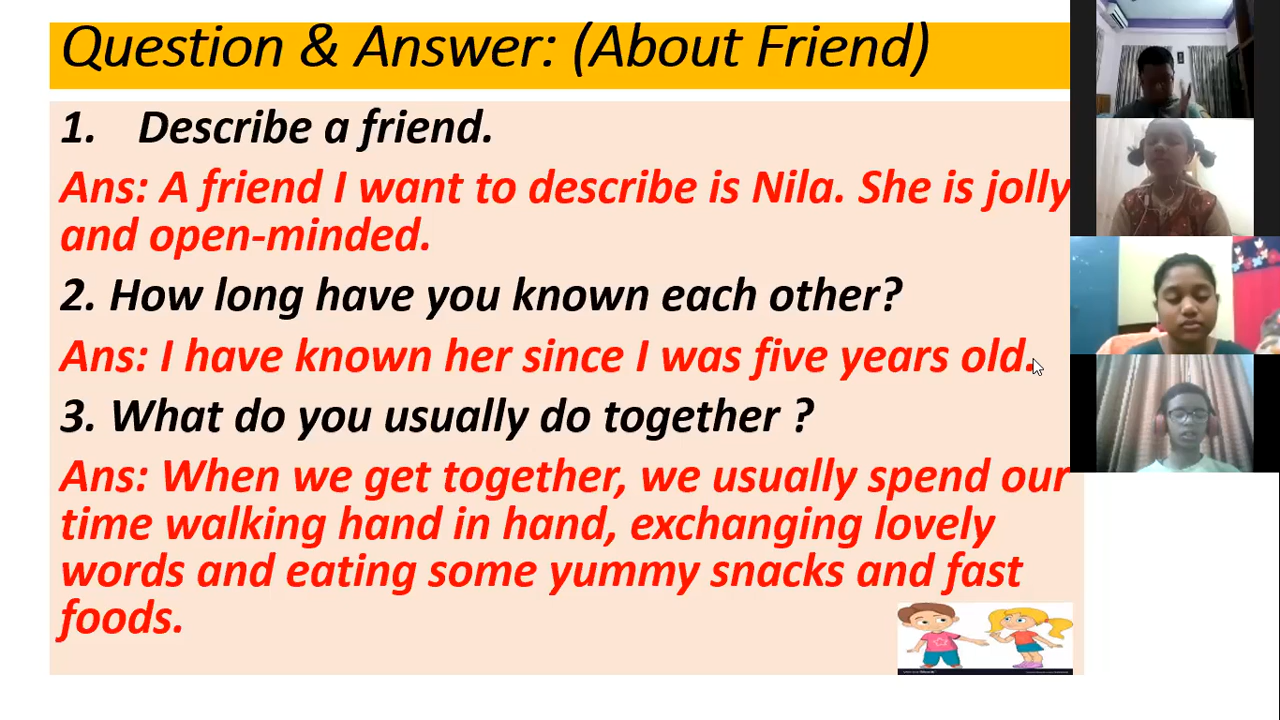 Question & Answer: (About Friend)
1. Describe a friend.
Ans: A friend I want to describe is Nila. She is jolly
and open-minded.
2. How long have you known each other?
Ans: I have known her since I was five years old.
3. What do you usually do together ?
Ans: When we get together, we usually spend our
time walking hand in hand, exchanging lovely
words and eating some yummy snacks and fast
foods.